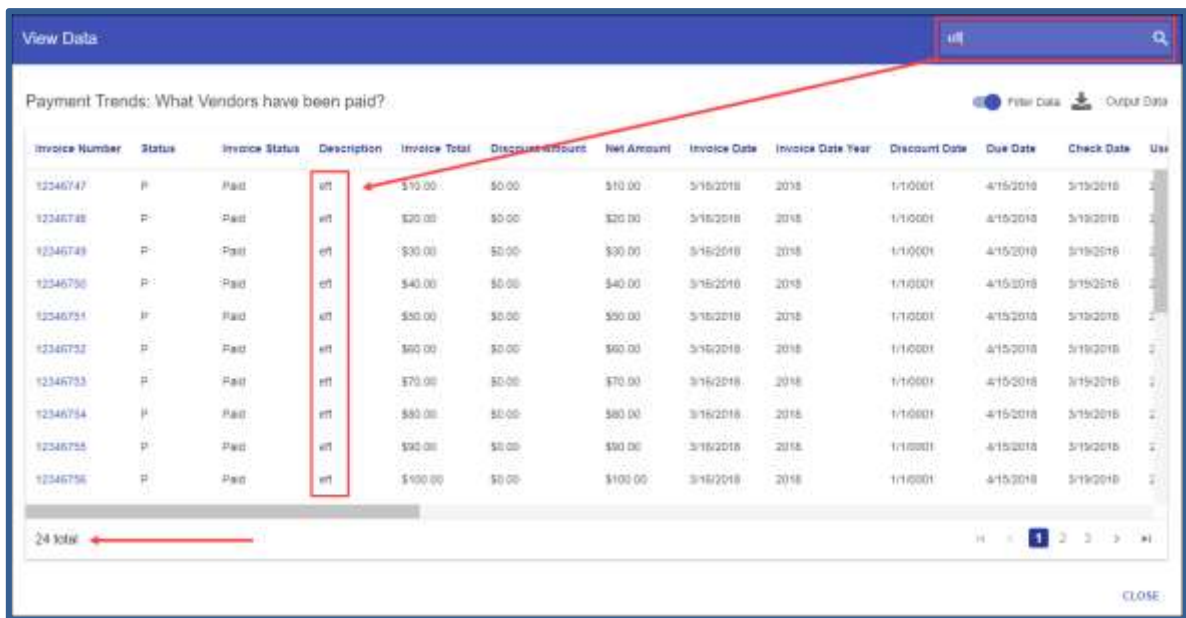 View Data eft
Payment Trends: What Vendors have been paid? Filter Data Output Data
Invoice Number Status Invoice Status Description Invoice Total Discount Amount Net Amount Invoice Date Invoice Date Year Discount Date Due Date Check Date
12346747 P Paid eft $10.00 $0.00 $10.00 3/16/2018 2018 1/1/0001 4/15/2018 3/19/2018 2
12346748 P Paid eft $20.00 $0.00 $20.00 3/16/2018 2018 1/1/0001 4/15/2018 3/19/2018 2
12346749 P Paid eft $30.00 $0.00 $30.00 3/16/2018 2018 1/1/0001 4/15/2018 3/19/2018 2
12346750 P Paid eft $40.00 $0.00 $40.00 3/16/2018 2018 1/1/0001 4/15/2018 3/19/2018 2
12346751 P Paid eft $50.00 $0.00 $50.00 3/16/2018 2018 1/1/0001 4/15/2018 3/19/2018 2
12346752 P Paid eft $60.00 $0.00 $60.00 3/16/2018 2018 1/1/0001 4/15/2018 3/19/2018 2
12346753 P Paid eft $70.00 $0.00 $70.00 3/16/2018 2018 1/1/0001 4/15/2018 3/19/2018 2
12346754 P Paid eft $80.00 $0.00 $80.00 3/16/2018 2018 1/1/0001 4/15/2018 3/19/2018 2
12346755 P Paid eft $90.00 $0.00 $90.00 3/16/2018 2018 1/1/0001 4/15/2018 3/19/2018 2
12346756 P Paid eft $100.00 $0.00 $100.00 3/16/2018 2018 1/1/0001 4/15/2018 3/19/2018 2
24 total 1 2 3
CLOSE